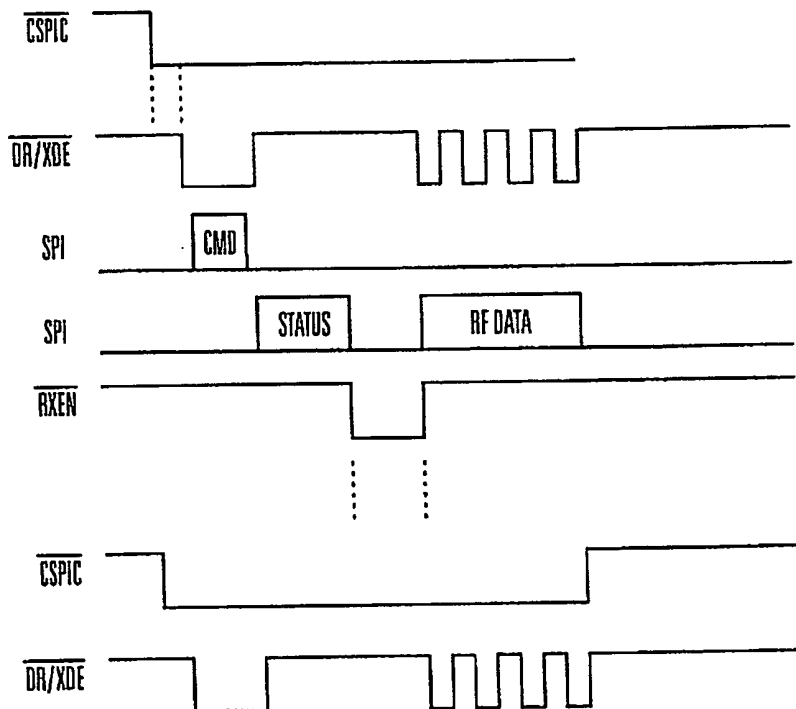 CSPIC
DR/XDE
SPI
CMD
SPI
STATUS
RF DATA
RXEN
CSPIC
DR/XDE